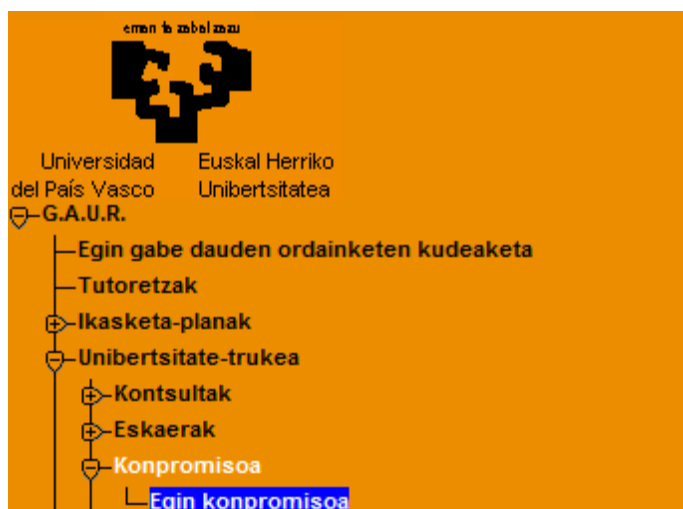 eman ta zabal zazu
Universidad Euskal Herriko
del País Vasco Unibertsitatea
G.A.U.R.
Egin gabe dauden ordainketen kudeaketa
Tutoretzak
Ikasketa-planak
Unibertsitate-trukea
Kontsultak
Eskaerak
Konpromisoa
Egin konpromisoa